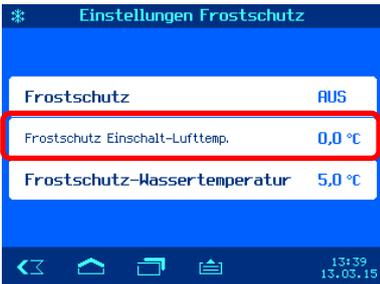 Einstellungen Frostschutz
Frostschutz AUS
Frostschutz Einschalt-Lufttemp. 0,0 °C
Frostschutz-Wassertemperatur 5,0 °C
13:39
13.03.15